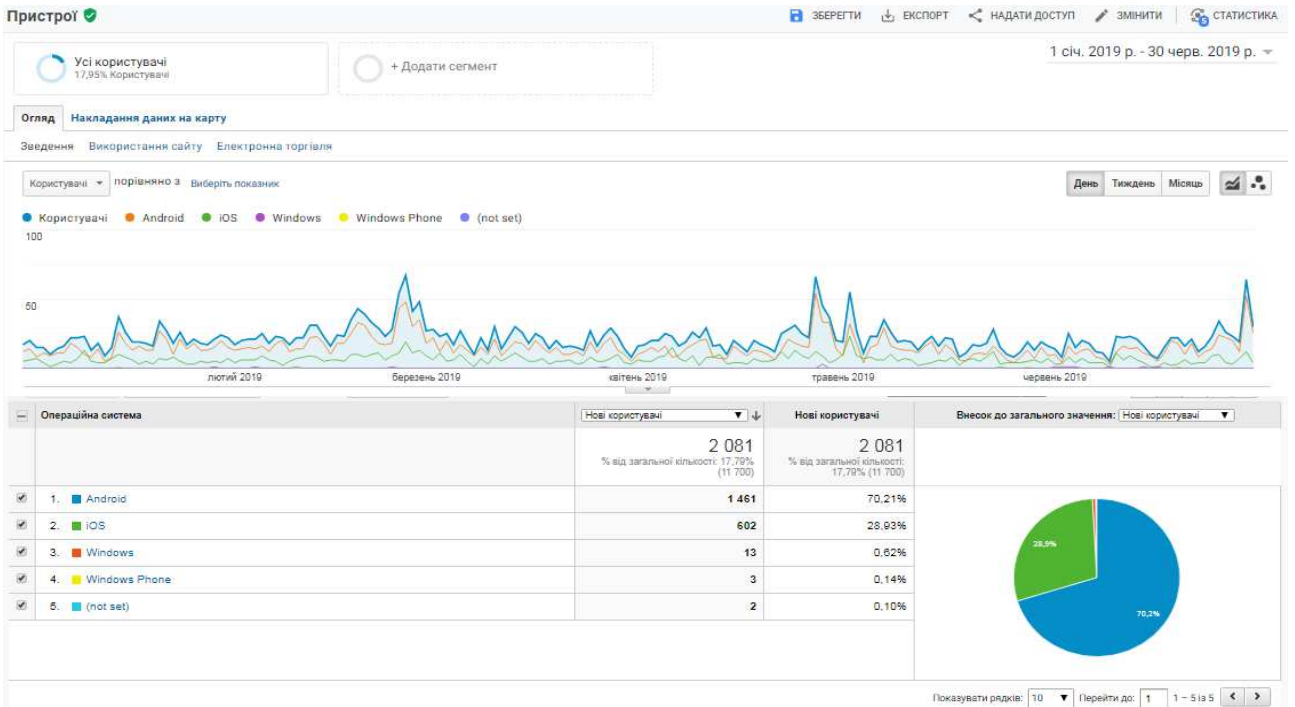 Пристрої
ЗБЕРЕГТИ ЕКСПОРТ НАДАТИ ДОСТУП ЗМІНИТИ 5 СТАТИСТИКА
Усі користувачі
17,95% Користувачі
+ Додати сегмент
1 січ. 2019 р. - 30 черв. 2019 р.
Огляд Накладання даних на карту
Зведення Використання сайту Електронна торгівля
Користувачі порівняно з Виберіть показник
День Тиждень Місяць
Користувачі Android iOS Windows Windows Phone (not set)
100
50
лютий 2019 березень 2019 квітень 2019 травень 2019 червень 2019
Операційна система Нові користувачі Нові користувачі Внесок до загального значення: Нові користувачі
2 081 2 081
% від загальної кількості: 17,79% % від загальної кількості:
(11 700) 17,79% (11 700)
1. Android 1 461 70,21%
2. iOS 602 28,93%
3. Windows 13 0,62%
4. Windows Phone 3 0,14%
5. (not set) 2 0,10%
28,9%
70,2%
Показувати рядків: 10 Перейти до: 1 1 – 5 із 5